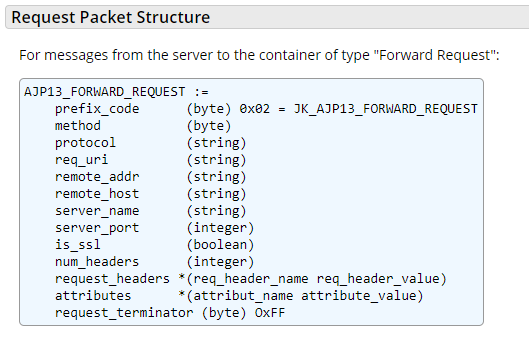 Request Packet Structure
For messages from the server to the container of type "Forward Request":
AJP13_FORWARD_REQUEST :=
    prefix_code      (byte) 0x02 = JK_AJP13_FORWARD_REQUEST
    method           (byte)
    protocol         (string)
    req_uri          (string)
    remote_addr      (string)
    remote_host      (string)
    server_name      (string)
    server_port      (integer)
    is_ssl           (boolean)
    num_headers      (integer)
    request_headers *(req_header_name req_header_value)
    attributes      *(attribut_name attribute_value)
    request_terminator (byte) OxFF